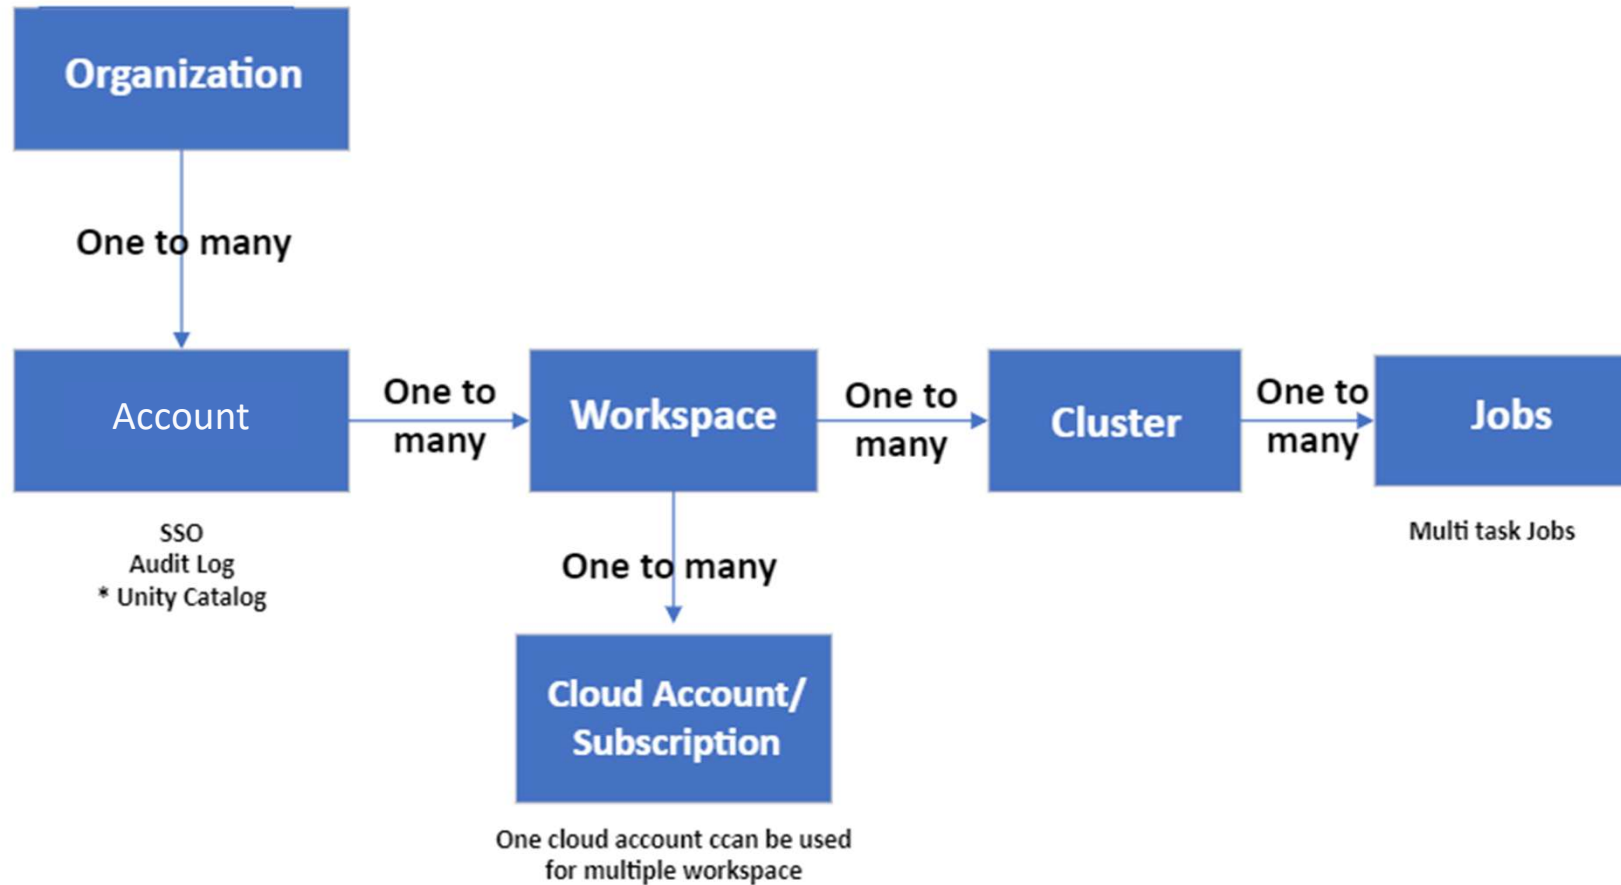 Organization
One to many
Account
One to
many
Workspace
One to
many
Cluster
One to
many
Jobs
SSO
Audit Log
* Unity Catalog
Multi task Jobs
One to many
Cloud Account/
Subscription
One cloud account ccan be used
for multiple workspace